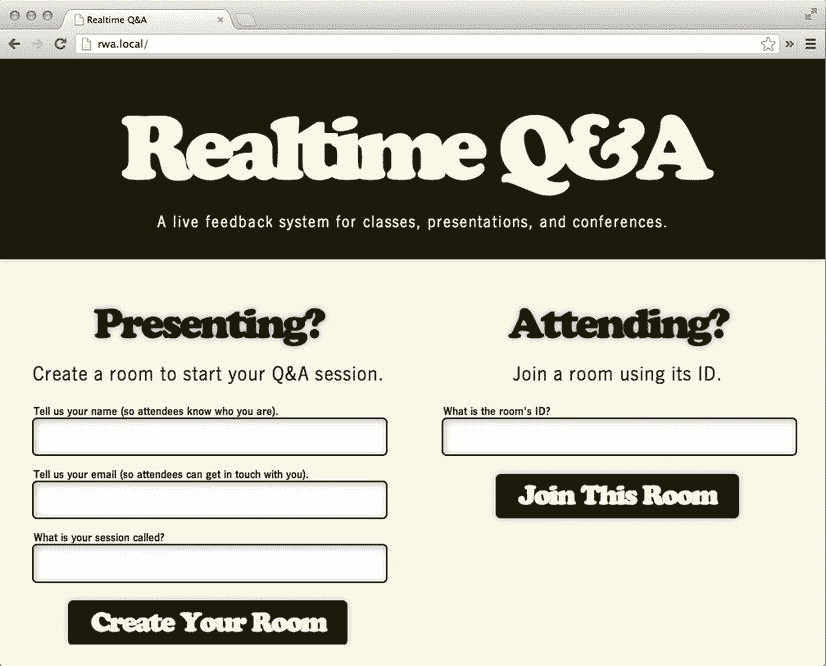 Realtime Q&A
rwa.local/
Realtime Q&A
A live feedback system for classes, presentations, and conferences.
Presenting?
Create a room to start your Q&A session.
Tell us your name (so attendees know who you are).
Tell us your email (so attendees can get in touch with you).
What is your session called?
Create Your Room
Attending?
Join a room using its ID.
What is the room's ID?
Join This Room